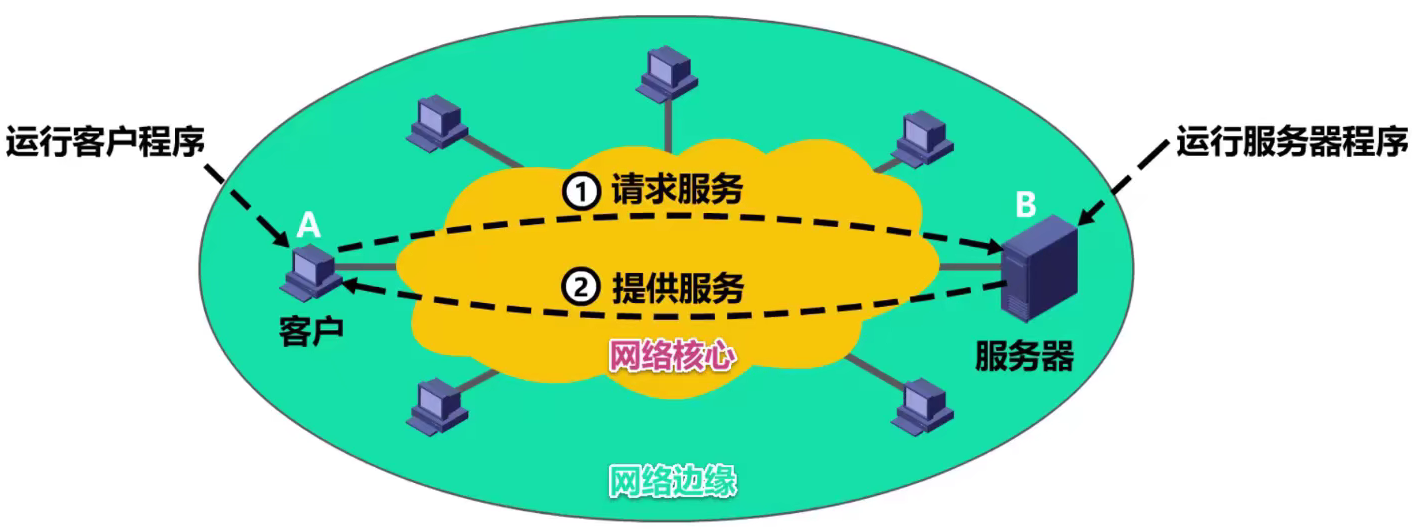 运行客户程序
运行服务器程序
① 请求服务
A
B
② 提供服务
客户
网络核心
服务器
网络边缘